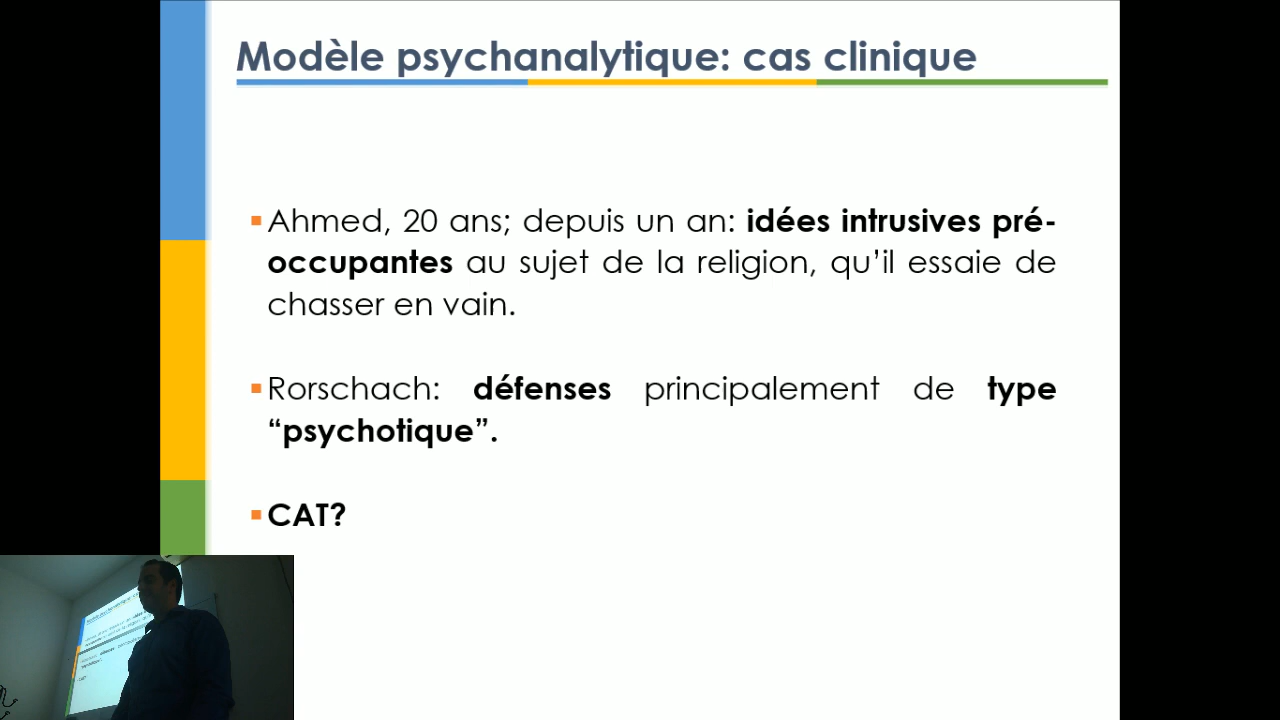 Modèle psychanalytique: cas clinique
Ahmed, 20 ans; depuis un an: idées intrusives pré-
occupantes au sujet de la religion, qu’il essaie de
chasser en vain.
Rorschach: défenses principalement de type
“psychotique”.
CAT?